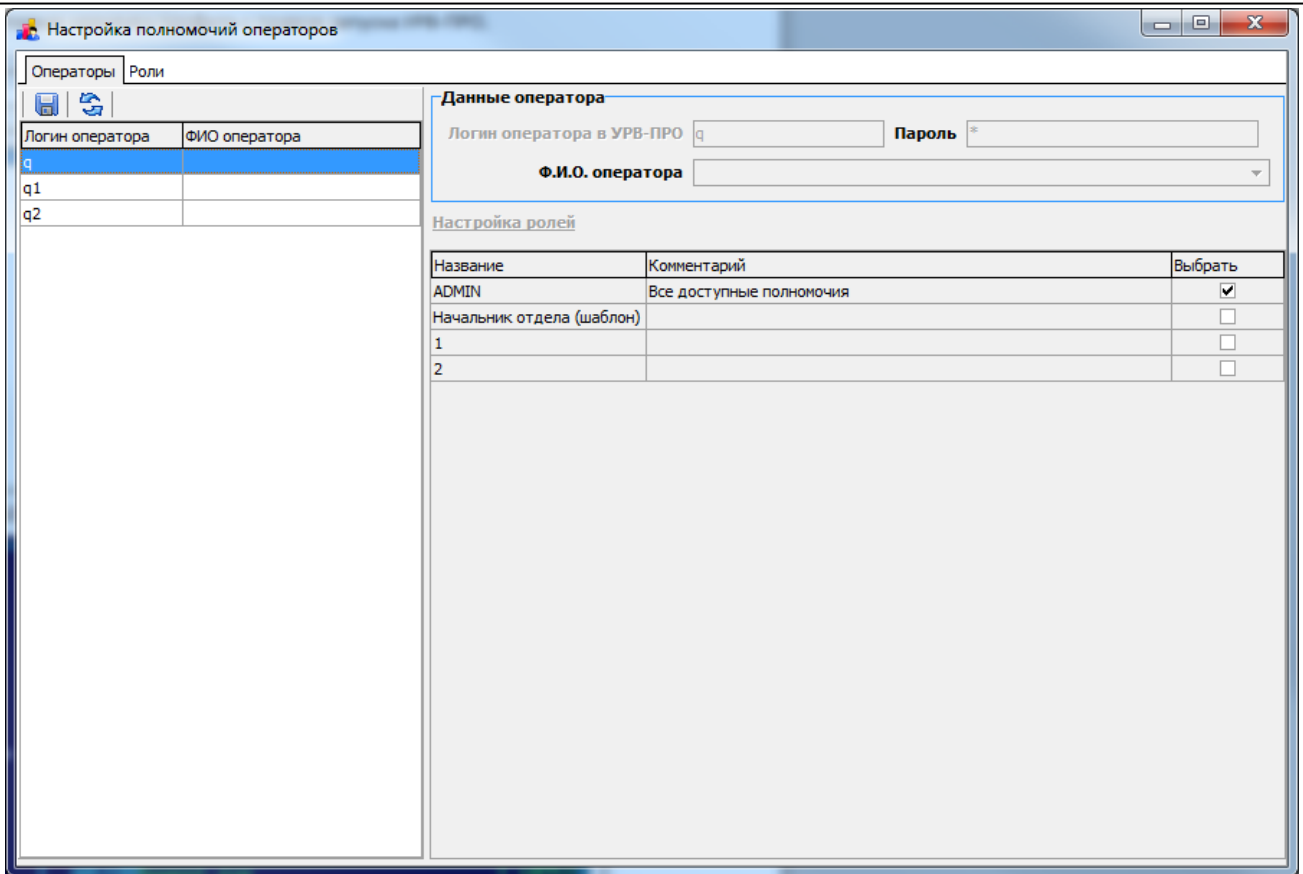 Настройка полномочий операторов
Операторы Роли
Логин оператора ФИО оператора
q
q1
q2
Данные оператора
Логин оператора в УРВ-ПРО q Пароль *
Ф.И.О. оператора
Настройка ролей
Название Комментарий Выбрать
ADMIN Все доступные полномочия
Начальник отдела (шаблон)
1
2